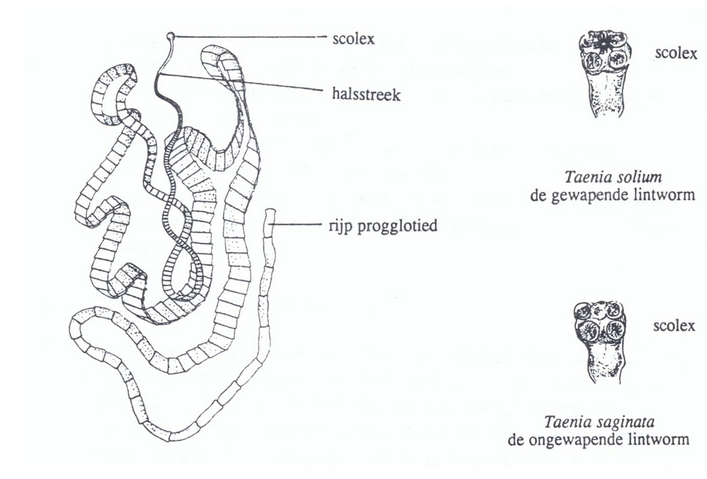 scolex
halsstreek
rijp progglotied
scolex
Taenia solium
de gewapende lintworm
scolex
Taenia saginata
de ongewapende lintworm